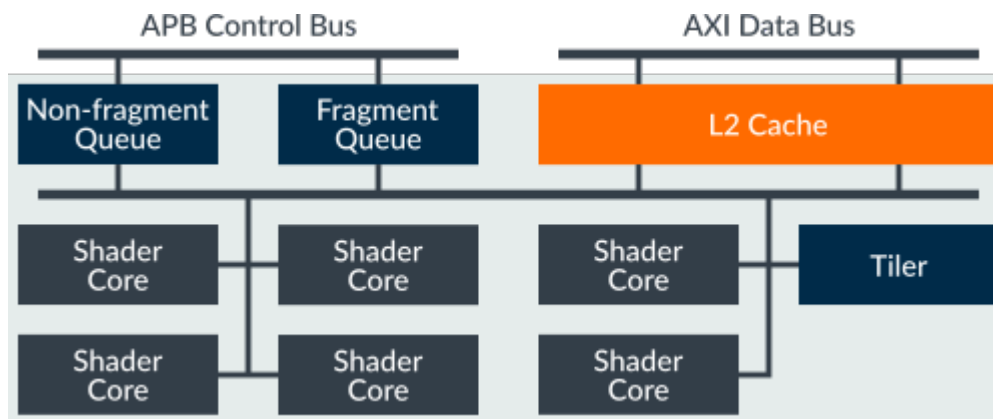 APB Control Bus
AXI Data Bus
Non-fragment
Queue
Fragment
Queue
L2 Cache
Shader
Core
Shader
Core
Shader
Core
Tiler
Shader
Core
Shader
Core
Shader
Core